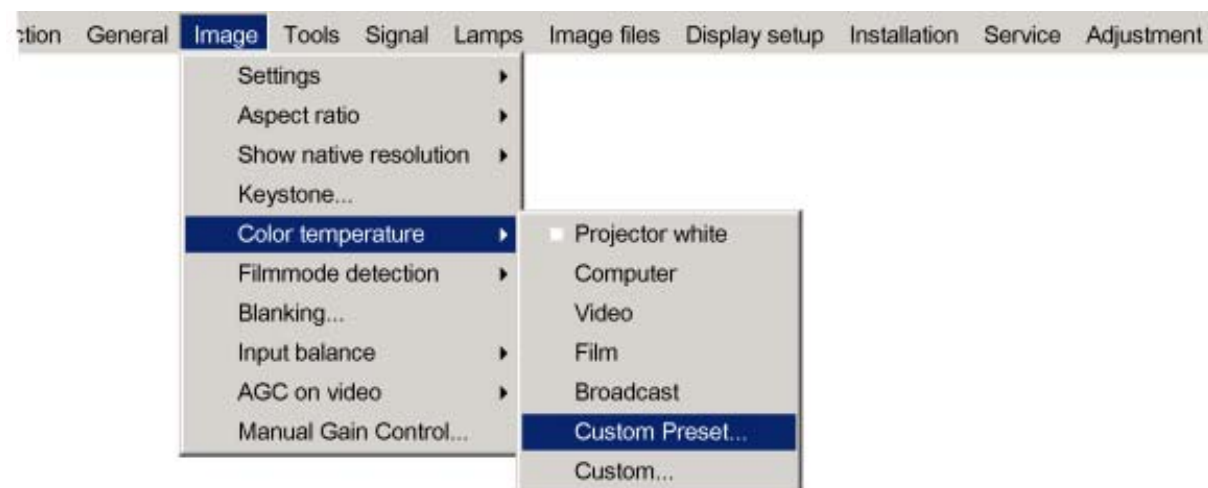 ction General Image Tools Signal Lamps Image files Display setup Installation Service Adjustment
Settings
Aspect ratio
Show native resolution
Keystone...
Color temperature
Projector white
Filmmode detection
Computer
Blanking...
Video
Input balance
Film
AGC on video
Broadcast
Manual Gain Control...
Custom Preset...
Custom...